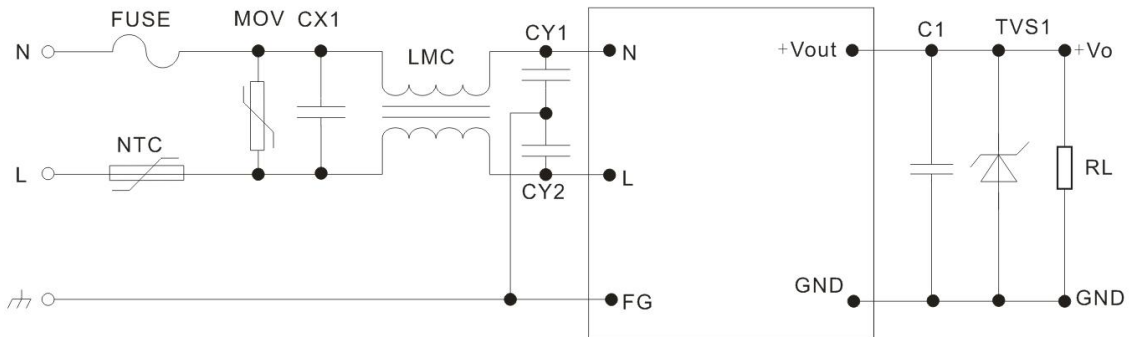 FUSE
MOV CX1
CY1
C1
TVS1
N
LMC
N
+Vout
+Vo
NTC
L
CY2
L
RL
FG
GND
GND